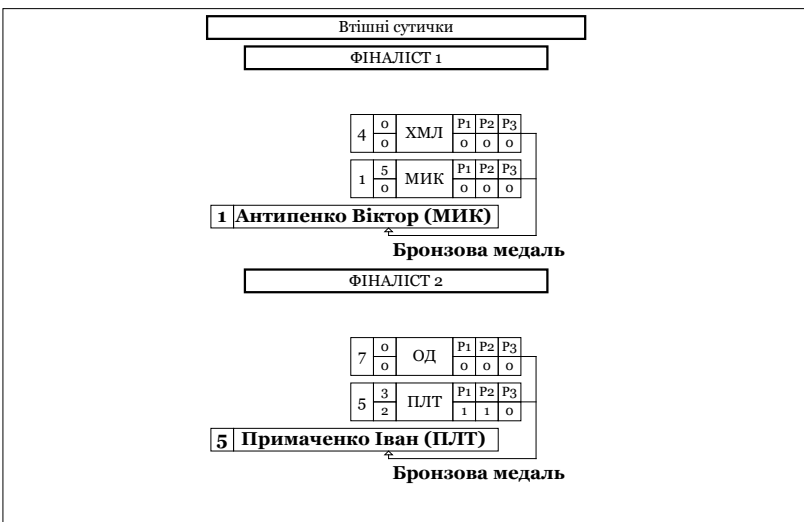 Втішні сутички
ФІНАЛІСТ 1
4 0 ХМЛ P1 P2 P3
0 0 0 0
1 5 МИК P1 P2 P3
0 0 0 0
1 Антипенко Віктор (МИК)
Бронзова медаль
ФІНАЛІСТ 2
7 0 ОД P1 P2 P3
0 0 0 0
5 3 ПЛТ P1 P2 P3
2 1 1 0
5 Примаченко Іван (ПЛТ)
Бронзова медаль